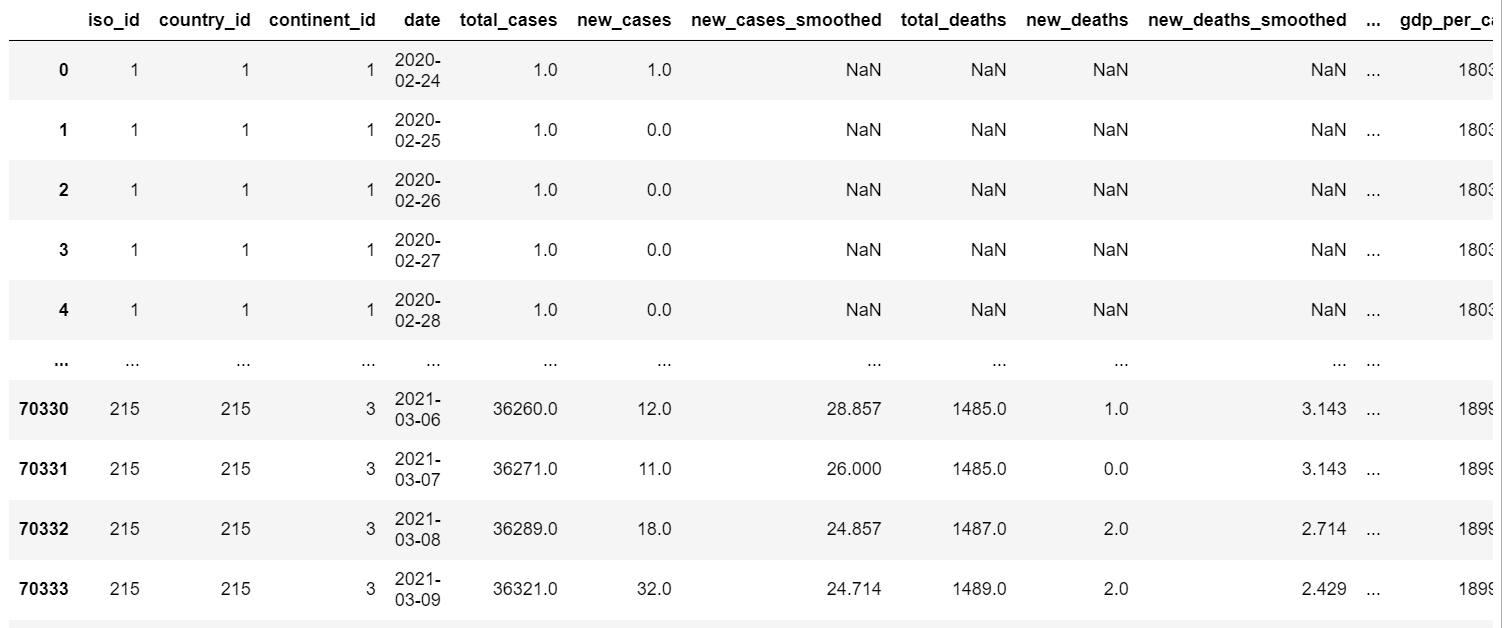 iso_id country_id continent_id date total_cases new_cases new_cases_smoothed total_deaths new_deaths new_deaths_smoothed ... gdp_per_ca
0 1 1 1 2020-02-24 1.0 1.0 NaN NaN NaN NaN ... 1803
1 1 1 1 2020-02-25 1.0 0.0 NaN NaN NaN NaN ... 1803
2 1 1 1 2020-02-26 1.0 0.0 NaN NaN NaN NaN ... 1803
3 1 1 1 2020-02-27 1.0 0.0 NaN NaN NaN NaN ... 1803
4 1 1 1 2020-02-28 1.0 0.0 NaN NaN NaN NaN ... 1803
... ... ... ... ... ... ... ... ... ... ... ...
70330 215 215 3 2021-03-06 36260.0 12.0 28.857 1485.0 1.0 3.143 ... 1899
70331 215 215 3 2021-03-07 36271.0 11.0 26.000 1485.0 0.0 3.143 ... 1899
70332 215 215 3 2021-03-08 36289.0 18.0 24.857 1487.0 2.0 2.714 ... 1899
70333 215 215 3 2021-03-09 36321.0 32.0 24.714 1489.0 2.0 2.429 ... 1899